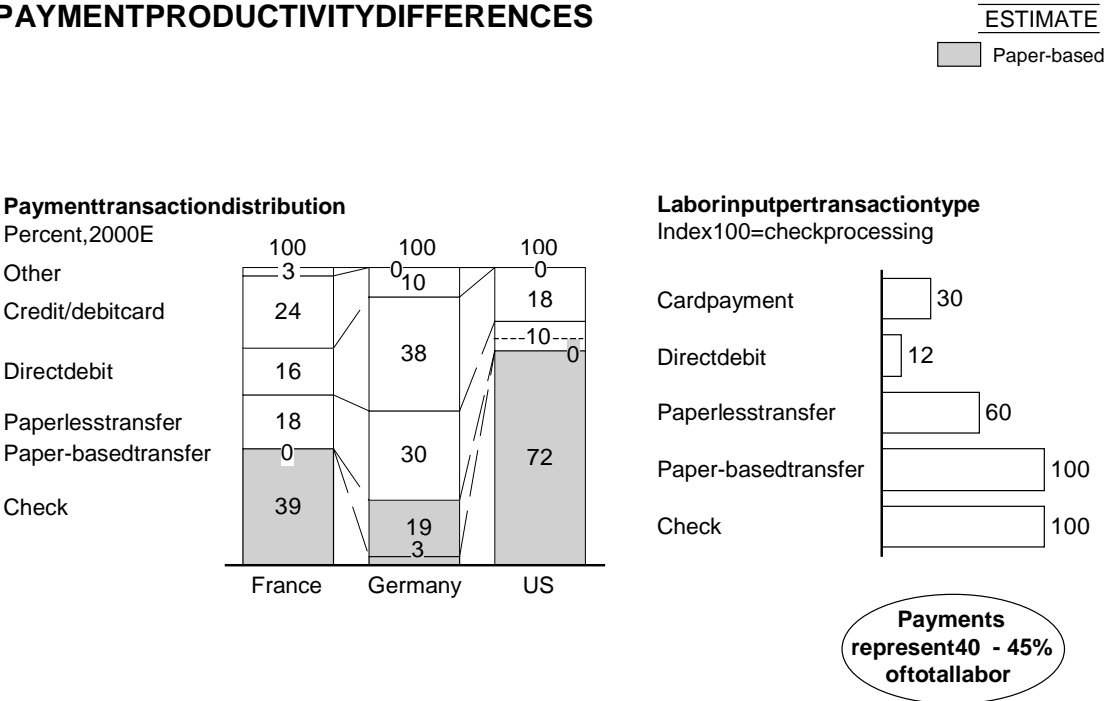 PAYMENTPRODUCTIVITYDIFFERENCES
ESTIMATE
Paper-based
Paymenttransactiondistribution
Percent,2000E
100 100 100
Other
3 0 0
Credit/debitcard
24 10 18
Directdebit
16 38 10
Paperlesstransfer
18 30 0
Paper-basedtransfer
0 19
Check
39 3 72
France Germany US
Laborinputpertransactiontype
Index100=checkprocessing
Cardpayment 30
Directdebit 12
Paperlesstransfer 60
Paper-basedtransfer 100
Check 100
Payments
represent40 - 45%
oftotallabor